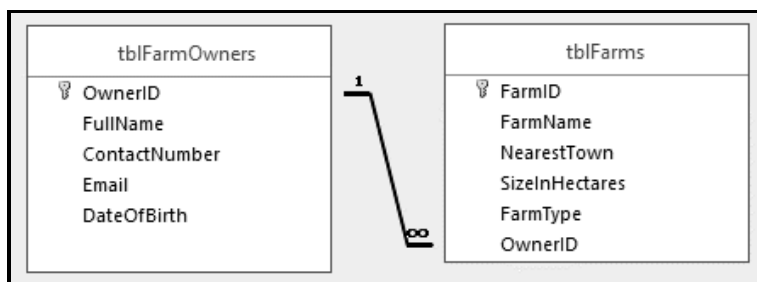 tblFarmOwners
OwnerID
FullName
ContactNumber
Email
DateOfBirth
1
∞
tblFarms
FarmID
FarmName
NearestTown
SizeInHectares
FarmType
OwnerID